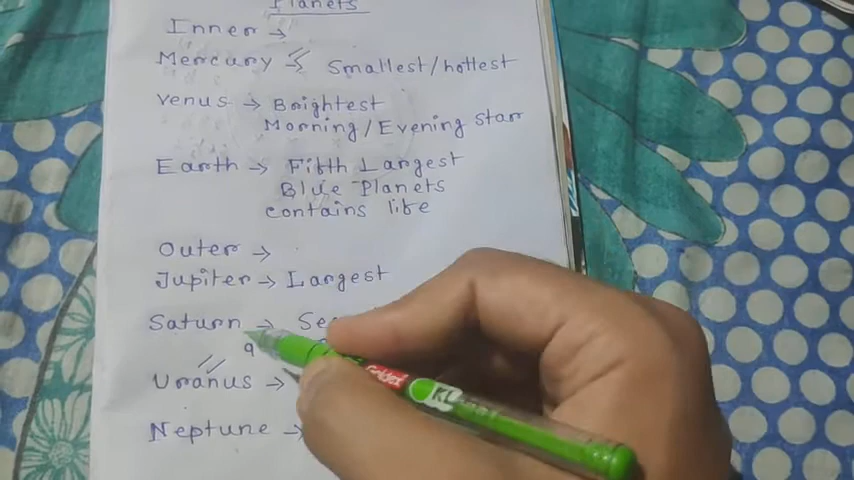 Planets
Inner →
Mercury → Smallest/hottest
Venus → Brightest
Morning/Evening star
Earth → Fifth Largest
Blue Planets
contains life
Outer →
Jupiter → Largest
Saturn →
Uranus →
Neptune →